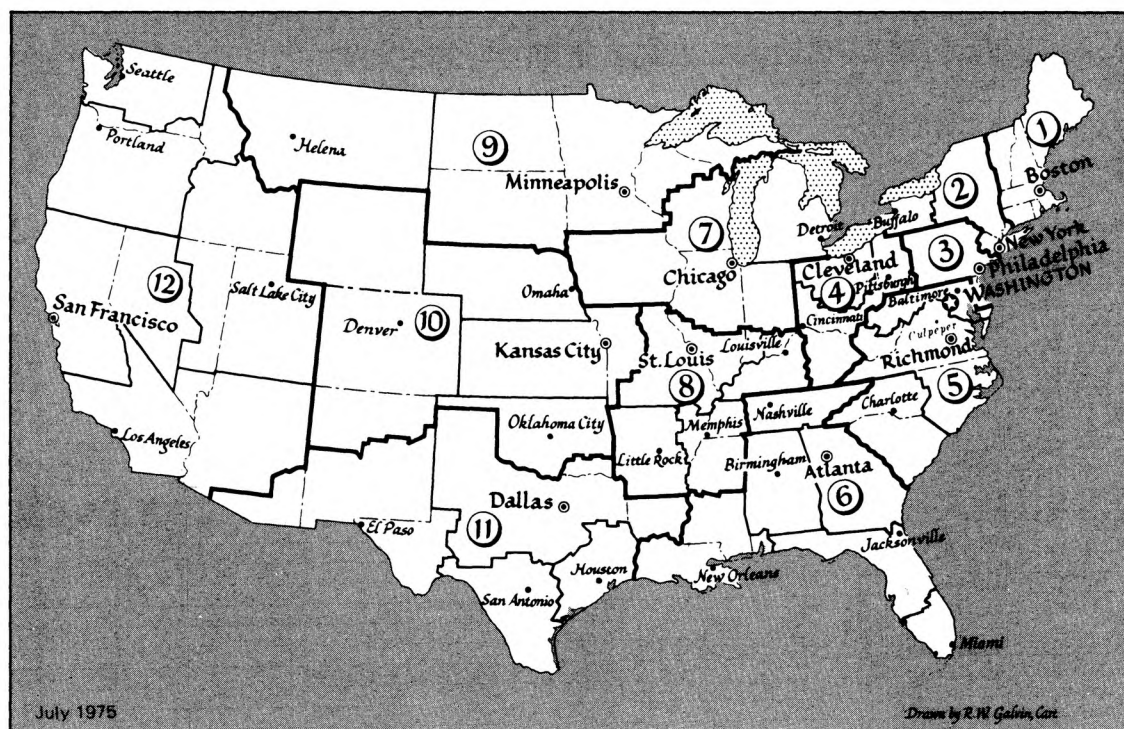 Seattle
Portland
Helena
9
Minneapolis
1
Boston
2
Buffalo
Detroit
7
Chicago
New York
3
Philadelphia
Cleveland
4
Pittsburgh
Baltimore
WASHINGTON
Cincinnati
Culpeper
Richmond
12
San Francisco
Salt Lake City
Omaha
Denver
10
Kansas City
St. Louis
Louisville
8
5
Charlotte
Nashville
Memphis
Oklahoma City
Little Rock
Birmingham
Atlanta
6
Los Angeles
Dallas
11
El Paso
Houston
San Antonio
New Orleans
Jacksonville
Miami
July 1975
Drawn by R.W. Galvin, Cart.